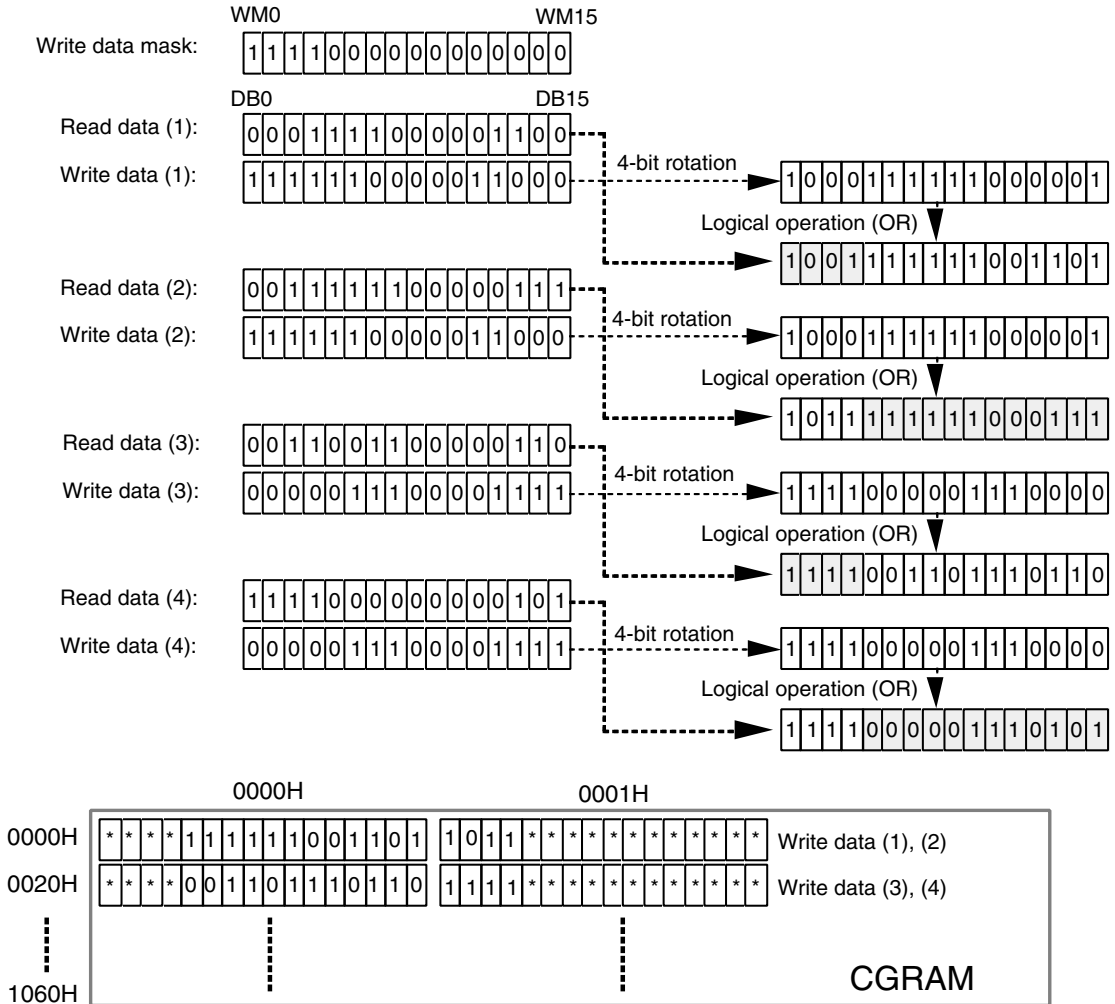 WM0 WM15
Write data mask: 1111000000000000
DB0 DB15
Read data (1): 0001111000001100
4-bit rotation
Write data (1): 1111110000011000 1000111111000001
Logical operation (OR)
1001111111001101
Read data (2): 0011111100000111
4-bit rotation
Write data (2): 1111110000011000 1000111111000001
Logical operation (OR)
1011111111000111
Read data (3): 0011001100000110
4-bit rotation
Write data (3): 0000011100001111 1111000001110000
Logical operation (OR)
1111001101110110
Read data (4): 1111000000000101
4-bit rotation
Write data (4): 0000011100001111 1111000001110000
Logical operation (OR)
1111000001110101
0000H 0001H
0000H ****111111001101 1011************ Write data (1), (2)
0020H ****001101110110 1111************ Write data (3), (4)
1060H CGRAM